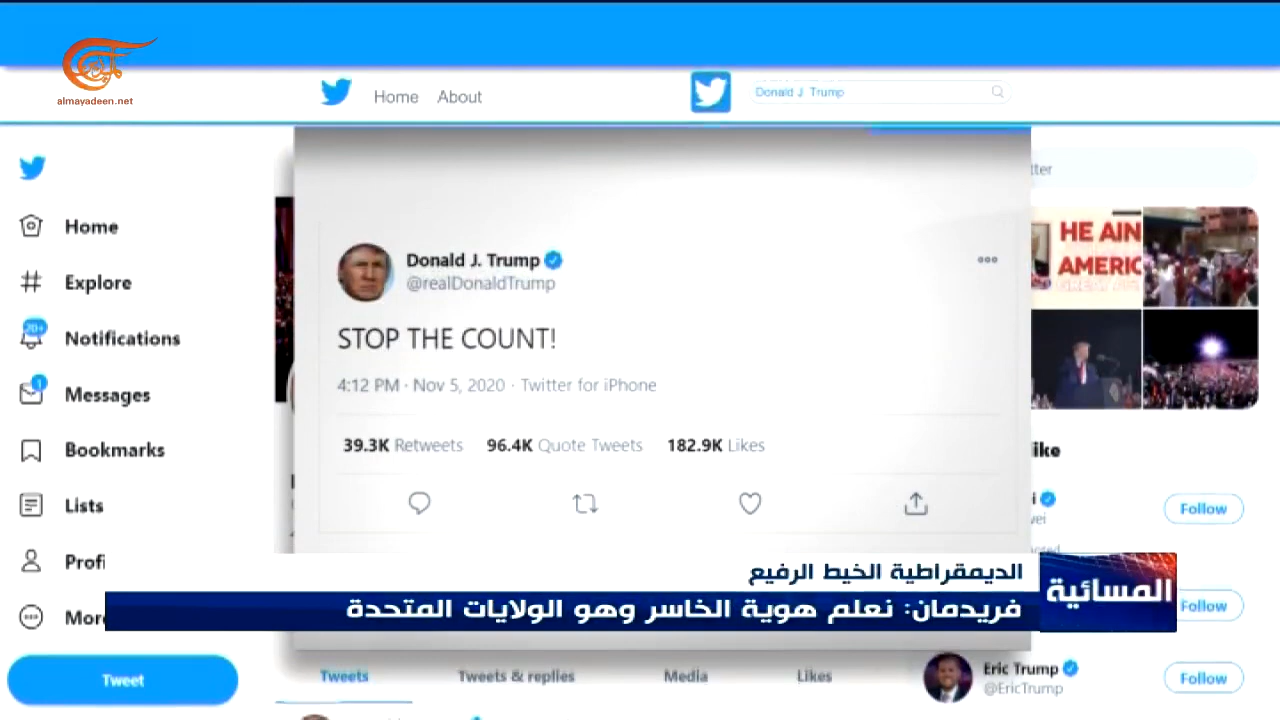 almayadeen.net
Home About
Donald J. Trump
Home
Explore
20+
Notifications
1
Messages
Bookmarks
Lists
Tweet
Donald J. Trump
@realDonaldTrump
STOP THE COUNT!
4:12 PM · Nov 5, 2020 · Twitter for iPhone
39.3K Retweets 96.4K Quote Tweets 182.9K Likes
HE AIN
AMERIC
Follow
Follow
الديمقراطية الخيط الرفيع
المسائية
فريدمان: نعلم هوية الخاسر وهو الولايات المتحدة
Tweets Tweets & replies Media Likes
Eric Trump
@EricTrump
Follow